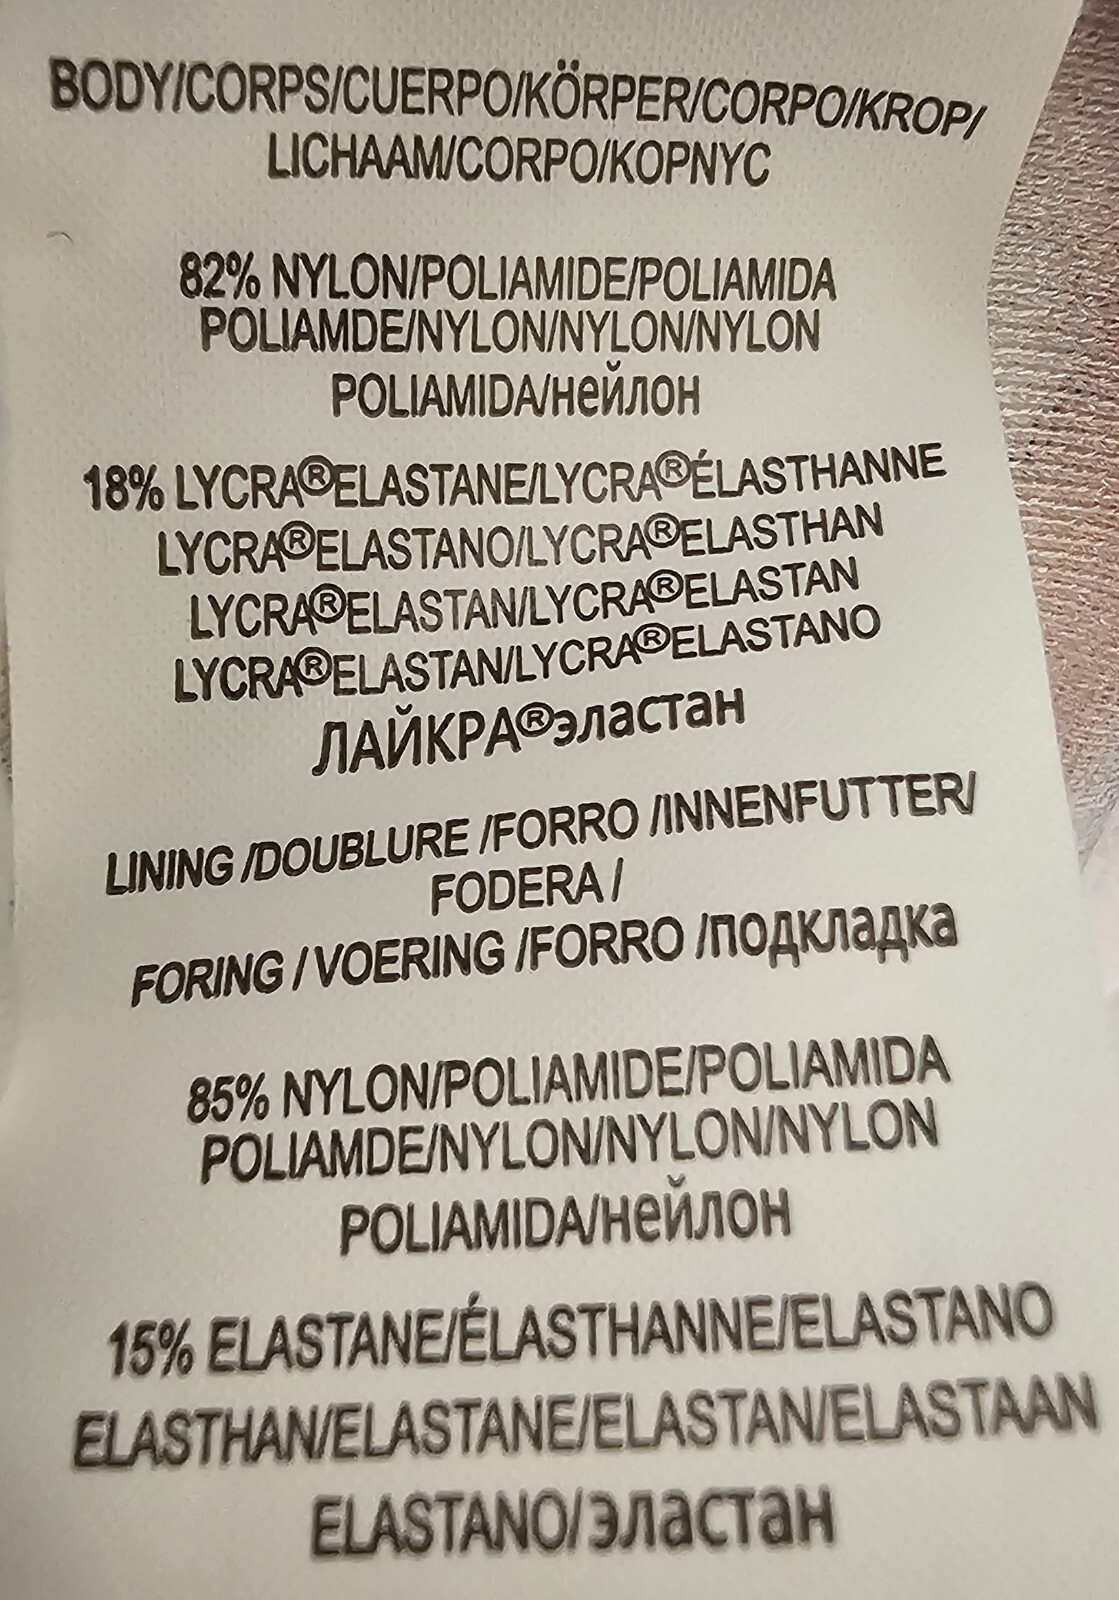 BODY/CORPS/CUERPO/KÖRPER/CORPO/KROP/
LICHAAM/CORPO/KOPNYC
82% NYLON/POLIAMIDE/POLIAMIDA
POLIAMDE/NYLON/NYLON/NYLON
POLIAMIDA/нейлон
18% LYCRA®ELASTANE/LYCRA®ÉLASTHANNE
LYCRA®ELASTANO/LYCRA®ELASTHAN
LYCRA®ELASTAN/LYCRA®ELASTAN
LYCRA®ELASTAN/LYCRA®ELASTANO
ЛАЙКРА®эластан
LINING /DOUBLURE /FORRO /INNENFUTTER/
FODERA /
FORING / VOERING /FORRO /подкладка
85% NYLON/POLIAMIDE/POLIAMIDA
POLIAMDE/NYLON/NYLON/NYLON
POLIAMIDA/нейлон
15% ELASTANE/ÉLASTHANNE/ELASTANO
ELASTHAN/ELASTANE/ELASTAN/ELASTAAN
ELASTANO/эластан